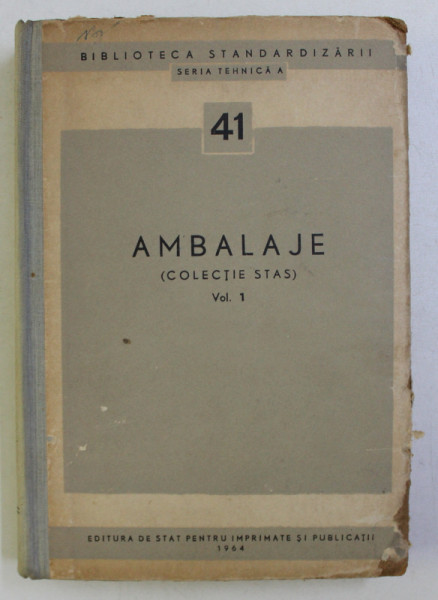 BIBLIOTECA STANDARDIZĂRII
SERIA TEHNICĂ A
41
AMBALAJE
(COLECȚIE STAS)
Vol. 1
EDITURA DE STAT PENTRU IMPRIMATE ȘI PUBLICAȚII
1964